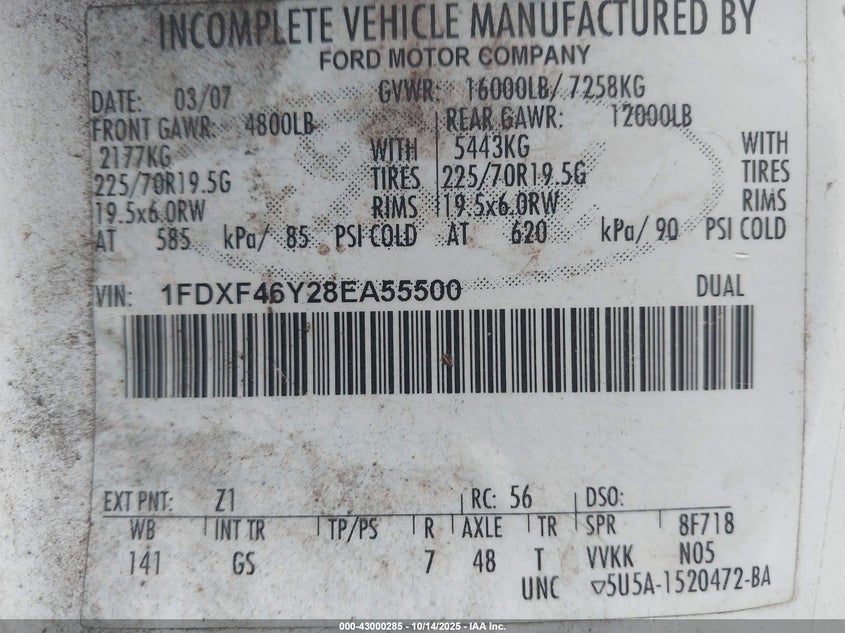 INCOMPLETE VEHICLE MANUFACTURED BY
FORD MOTOR COMPANY
DATE: 03/07 GVWR: 16000LB/ 7258KG
FRONT GAWR: 4800LB REAR GAWR: 12000LB
2177KG WITH 5443KG WITH
225/70R19.5G TIRES 225/70R19.5G TIRES
19.5x6.0RW RIMS 19.5x6.0RW RIMS
AT 585 kPa/ 85 PSI COLD AT 620 kPa/ 90 PSI COLD
VIN: 1FDXF46Y28EA55500 DUAL
EXT PNT: Z1 RC: 56 DSO:
WB INT TR TP/PS R AXLE TR SPR 8F718
141 GS 7 48 T VVKK N05
UNC ▽5U5A-1520472-BA
000-43000285 - 10/14/2025 - IAA Inc.